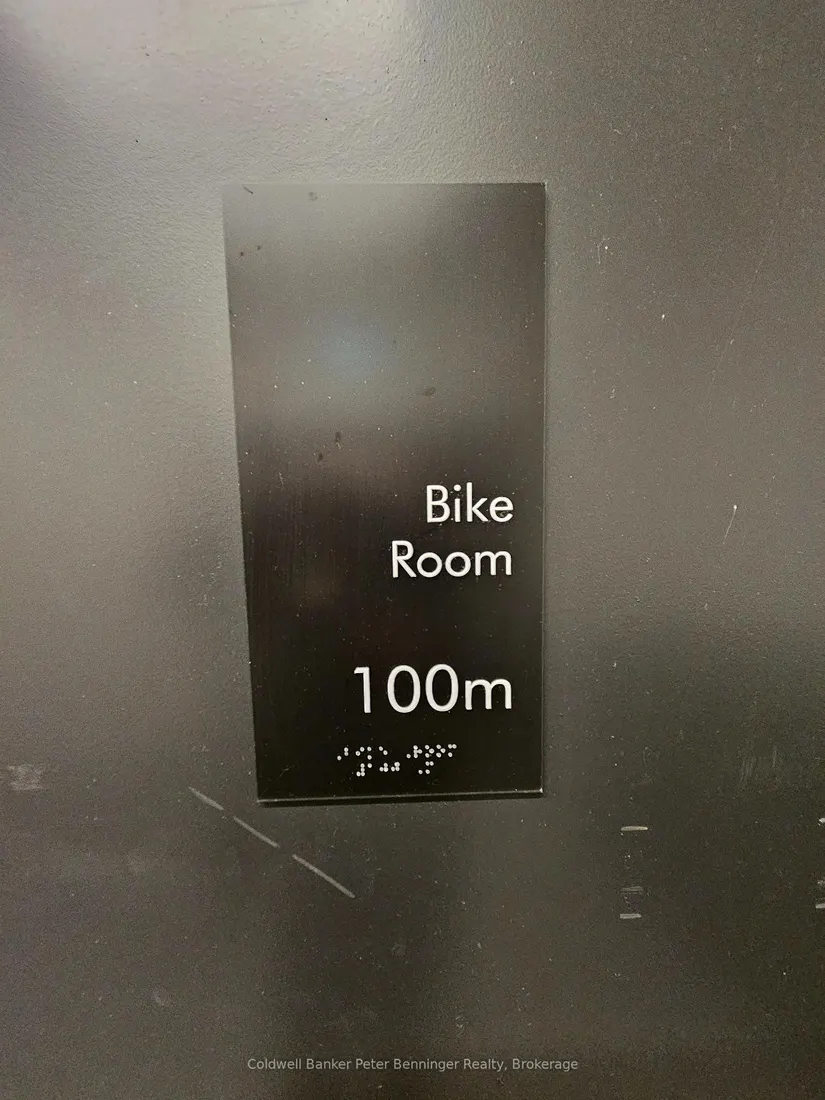 Bike
Room
100m
Coldwell Banker Peter Benninger Realty, Brokerage